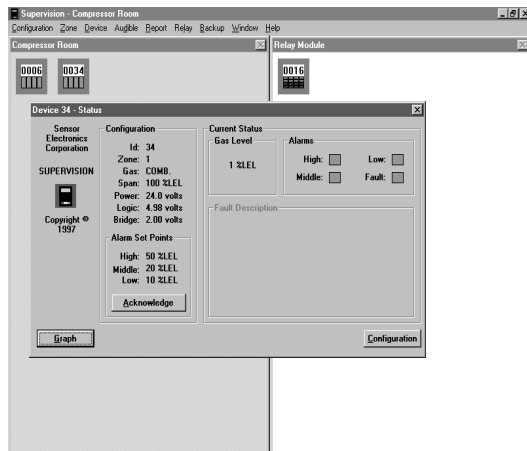 Supervision - Compressor Room
Configuration Zone Device Audible Report Relay Backup Window Help
Compressor Room
Relay Module
0006 0034
0016
Device 34 - Status
Sensor
Electronics
Corporation
SUPERVISION
Copyright ©
1997
Configuration
Id: 34
Zone: 1
Gas: COMB.
Span: 100 %LEL
Power: 24.0 volts
Logic: 4.98 volts
Bridge: 2.00 volts
Alarm Set Points
High: 50 %LEL
Middle: 20 %LEL
Low: 10 %LEL
Acknowledge
Current Status
Gas Level
1 %LEL
Alarms
High: Low:
Middle: Fault:
Fault Description
Graph
Configuration